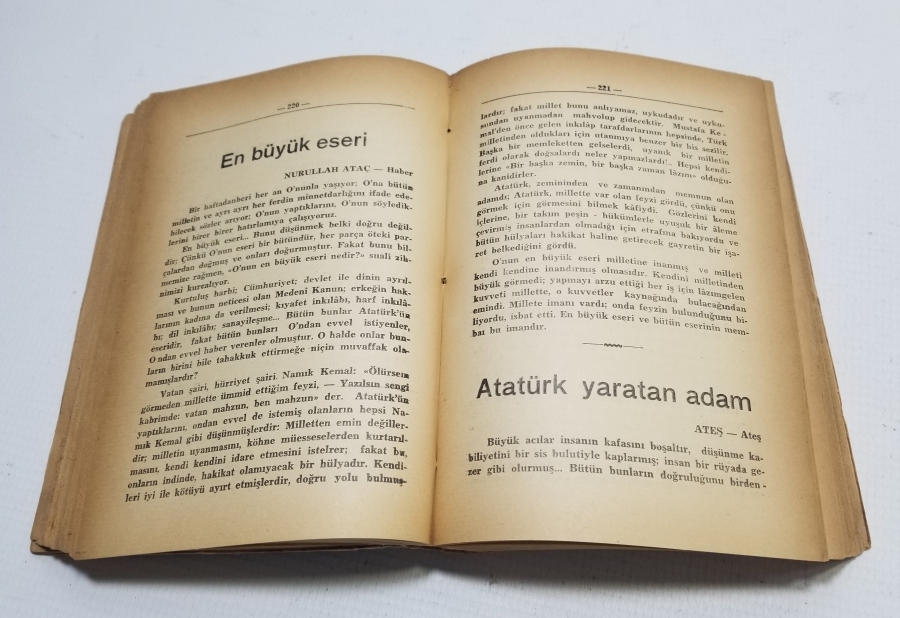 — 220 —
En büyük eseri
NURULLAH ATAÇ — Haber
Bir haftadanberi her an O'nunla yaşıyor; O'na bütün
milletin ve ayrı ayrı her ferdin minnetdarlığını ifade ede-
bilecek sözler arıyor; O'nun yaptıklarını, O'nun söyledik-
lerini birer birer hatırlamıya çalışıyoruz.
En büyük eseri... Bunu düşünmek belki doğru değil-
dir; Çünkü O'nun eseri bir bütündür, her parça öteki par-
çalardan doğmuş ve onları doğurmuştur. Fakat bunu bil-
memize rağmen, «O'nun en büyük eseri nedir?» suali zih-
nimizi kurcalıyor.
Kurtuluş harbi; Cümhuriyet; devlet ile dinin ayrıl-
ması ve bunun neticesi olan Medenî Kanun; erkeğin hak-
larının kadına da verilmesi; kıyafet inkılâbı, harf inkılâ-
bı; dil inkılâbı; sanayileşme... Bütün bunlar Atatürk'ün
eseridir. fakat bütün bunları O'ndan evvel istiyenler,
O'ndan evvel haber verenler olmuştur. O halde onlar bun-
ların birini bile tahakkuk ettirmeğe niçin muvaffak ola-
mamışlardır?
Vatan şairi, hürriyet şairi. Namık Kemal: «Ölürsem
görmeden millette ümmid ettiğim feyzi, — Yazılsın sengi
kabrimde: vatan mahzun, ben mahzun» der. Atatürk'ün
yaptıklarını, ondan evvel de istemiş olanların hepsi Na-
mık Kemal gibi düşünmüşlerdir: Milletten emin değiller-
dir; milletin uyanmasını, köhne müesseselerden kurtarıl-
masını, kendi kendini idare etmesini istelrer; fakat bu,
onların indinde, hakikat olamıyacak bir hülyadır. Kendi-
leri iyi ile kötüyü ayırt etmişlerdir, doğru yolu bulmuş-
— 221 —
lardır; fakat millet bunu anlıyamaz, uykudadır ve uyku-
sundan uyanmadan mahvolup gidecektir. Mustafa Ke-
mal'den önce gelen inkılâp tarafdarlarının hepsinde, Türk
milletinden oldukları için utanmıya benzer bir his sezilir.
Başka bir memleketten gelselerdi, uyanık bir milletin
ferdi olarak doğsalardı neler yapmazlardı!.. Hepsi kendi-
lerine «Bir başka zemin, bir başka zaman lâzım» olduğu-
na kanidirler.
Atatürk, zemininden ve zamanından memnun olan
adamdı; Atatürk, millette var olan feyzi gördü, çünkü onu
görmek için görmesini bilmek kâfiydi. Gözlerini kendi
içlerine, bir takım peşin - hükümlerle uyuşuk bir âleme
çevirmiş insanlardan olmadığı için etrafına bakıyordu ve
bütün hülyaları hakikat haline getirecek gayretin bir işa-
ret belkediğini gördü.
O'nun en büyük eseri milletine inanmış ve milleti
kendi kendine inandırmış olmasıdır. Kendini milletinden
büyük görmedi; yapmayı arzu ettiği her iş için lâzımgelen
kuvveti millette, o kuvvetler kaynağında bulacağından
emindi. Millete imanı vardı; onda feyzin bulunduğunu bi-
liyordu, isbat etti. En büyük eseri ve bütün eserinin mem-
baı bu imandır.
Atatürk yaratan adam
ATEŞ — Ateş
Büyük acılar insanın kafasını boşaltır, düşünme ka-
biliyetini bir sis bulutiyle kaplarmış; insan bir rüyada ge-
zer gibi olurmuş... Bütün bunların doğruluğunu birden -